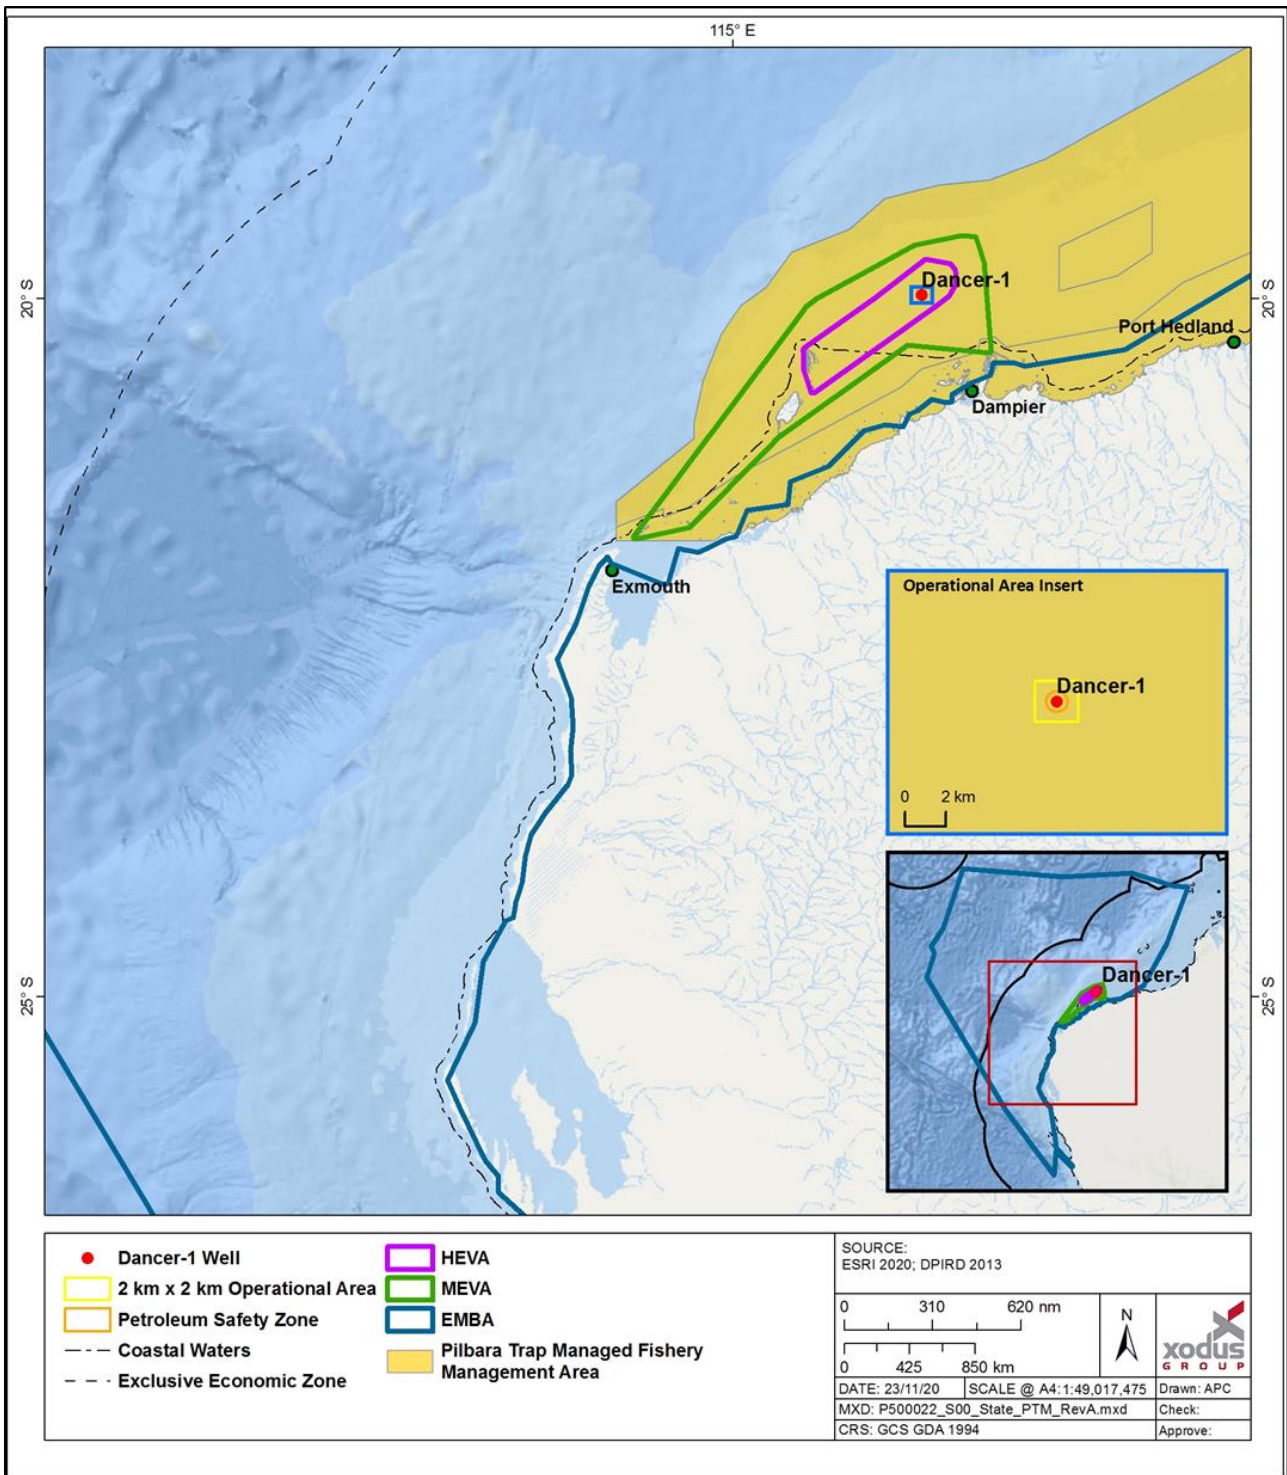 115° E
20° S
20° S
Dancer-1
Port Hedland
Dampier
Exmouth
Operational Area Insert
Dancer-1
0 2 km
25° S
25° S
Dancer-1
Dancer-1 Well
2 km x 2 km Operational Area
Petroleum Safety Zone
Coastal Waters
Exclusive Economic Zone
HEVA
MEVA
EMBA
Pilbara Trap Managed Fishery
Management Area
SOURCE:
ESRI 2020; DPIRD 2013
0 310 620 nm
0 425 850 km
N
xodus
GROUP
DATE: 23/11/20
SCALE @ A4:1:49,017,475
Drawn: APC
MXD: P500022_S00_State_PTM_RevA.mxd
Check:
CRS: GCS GDA 1994
Approve: